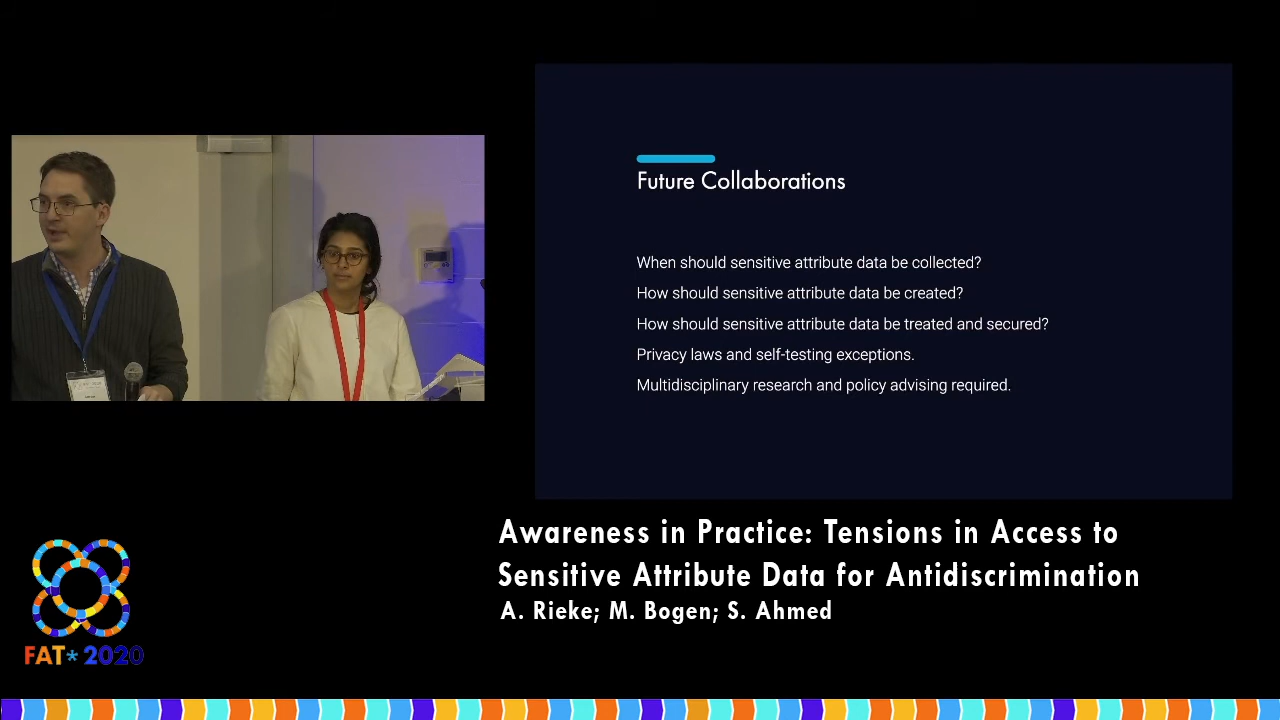 Future Collaborations
When should sensitive attribute data be collected?
How should sensitive attribute data be created?
How should sensitive attribute data be treated and secured?
Privacy laws and self-testing exceptions.
Multidisciplinary research and policy advising required.
Awareness in Practice: Tensions in Access to
Sensitive Attribute Data for Antidiscrimination
A. Rieke; M. Bogen; S. Ahmed
FAT* 2020